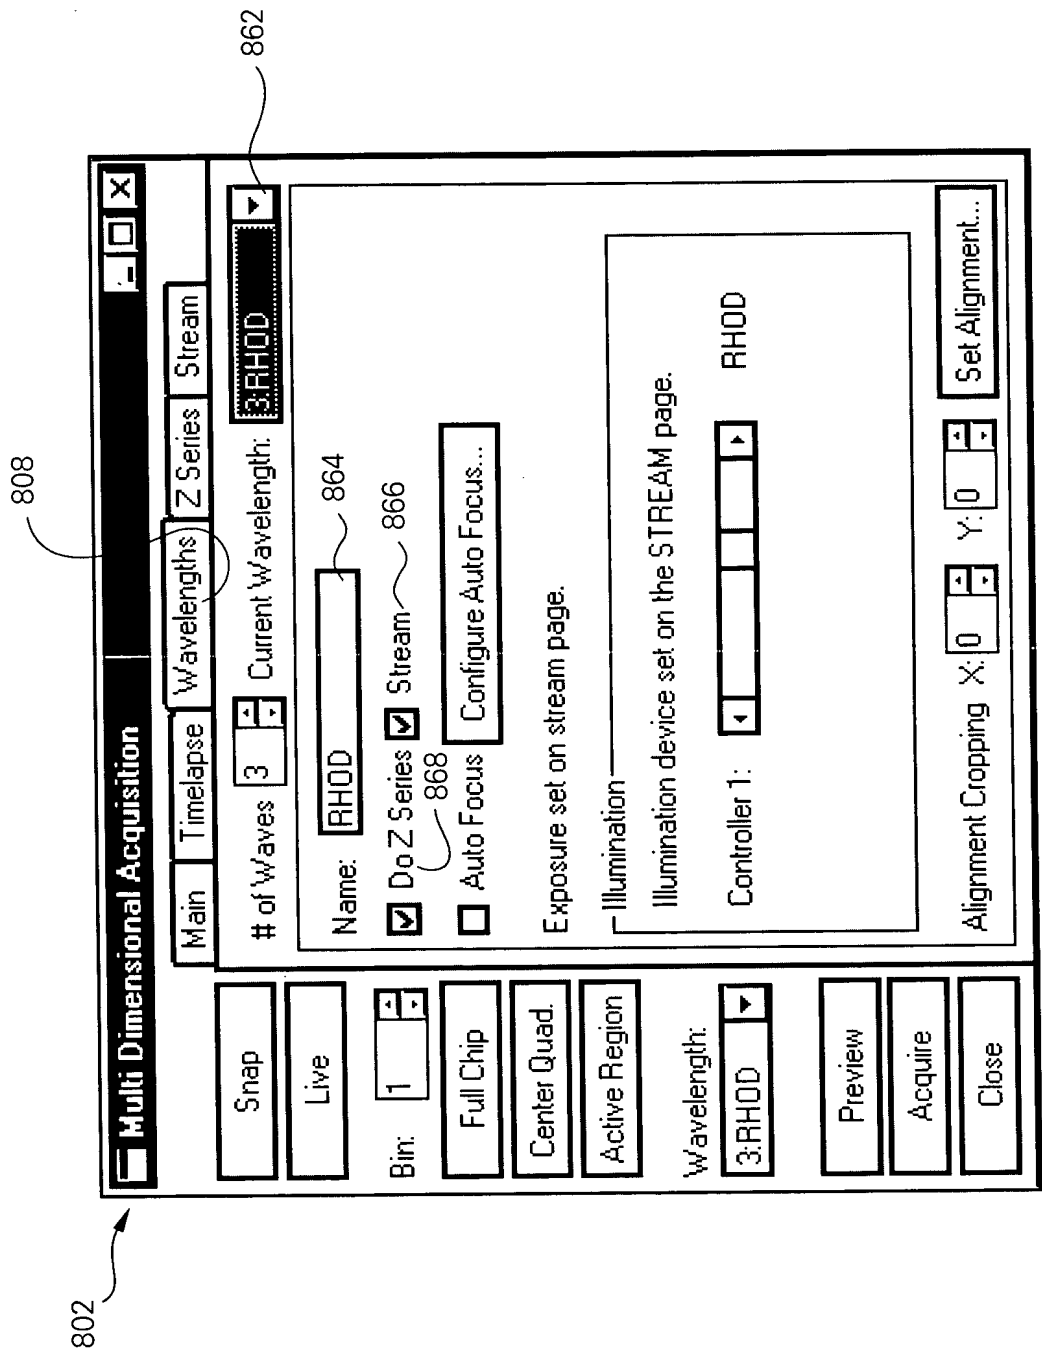 802
Multi Dimensional Acquisition
808
Snap
Live
Bin: 1
Full Chip
Center Quad.
Active Region
Wavelength:
3:RHOD
Preview
Acquire
Close
Main Timelapse Wavelengths Z Series Stream
# of Waves 3 Current Wavelength: 3:RHOD
862
Name: RHOD
864
Do Z Series Stream
866
868
Auto Focus Configure Auto Focus...
Exposure set on stream page.
Illumination
Illumination device set on the STREAM page.
Controller 1: RHOD
Alignment Cropping X: 0 Y: 0 Set Alignment...